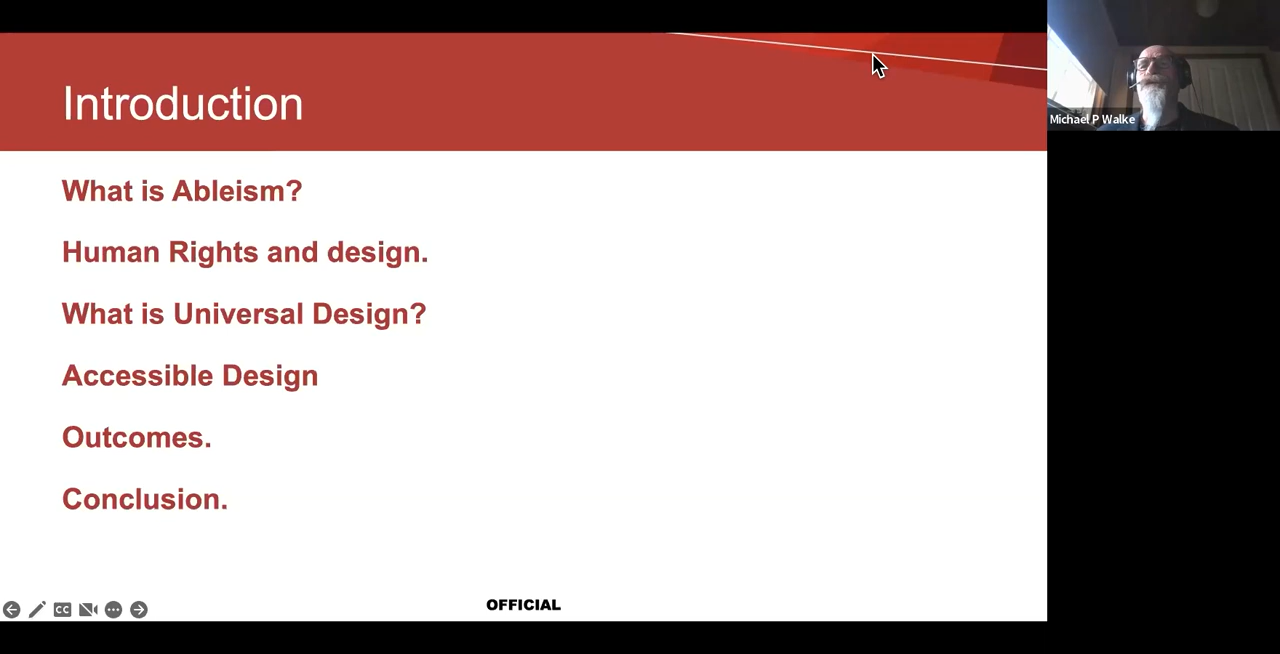 Introduction
Michael P Walke
What is Ableism?
Human Rights and design.
What is Universal Design?
Accessible Design
Outcomes.
Conclusion.
CC
OFFICIAL